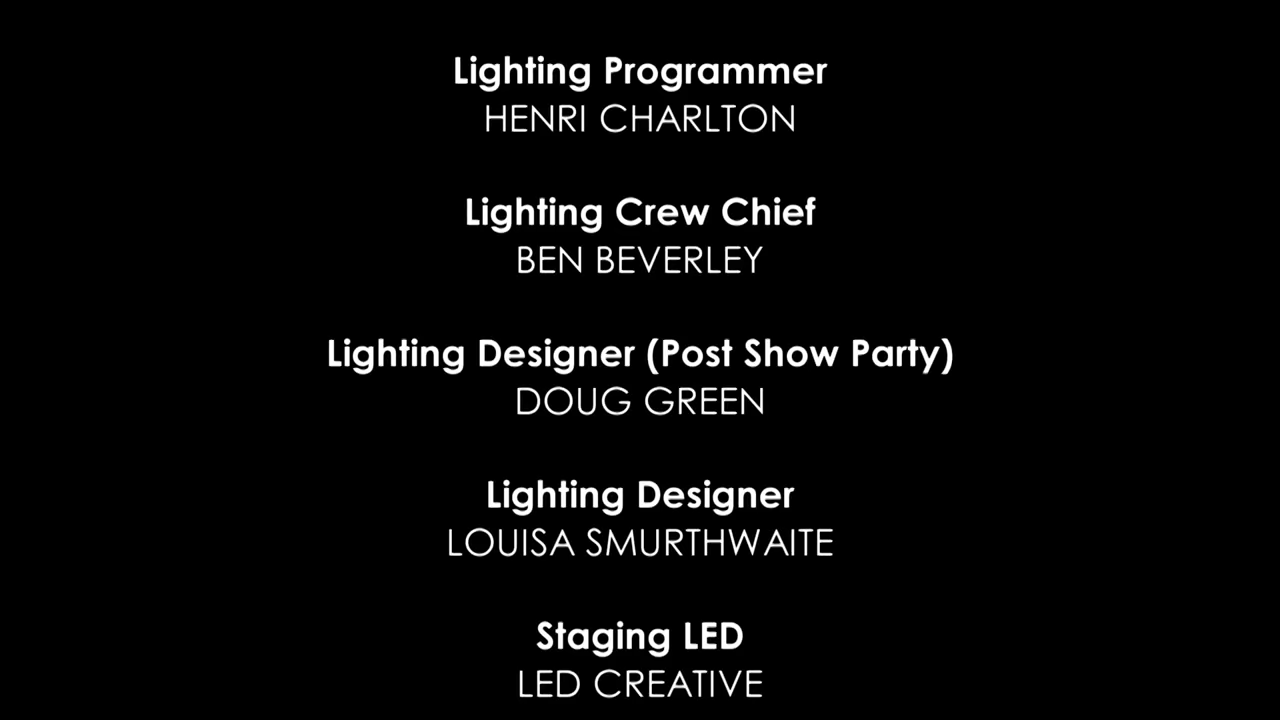 Lighting Programmer
HENRI CHARLTON
Lighting Crew Chief
BEN BEVERLEY
Lighting Designer (Post Show Party)
DOUG GREEN
Lighting Designer
LOUISA SMURTHWAITE
Staging LED
LED CREATIVE